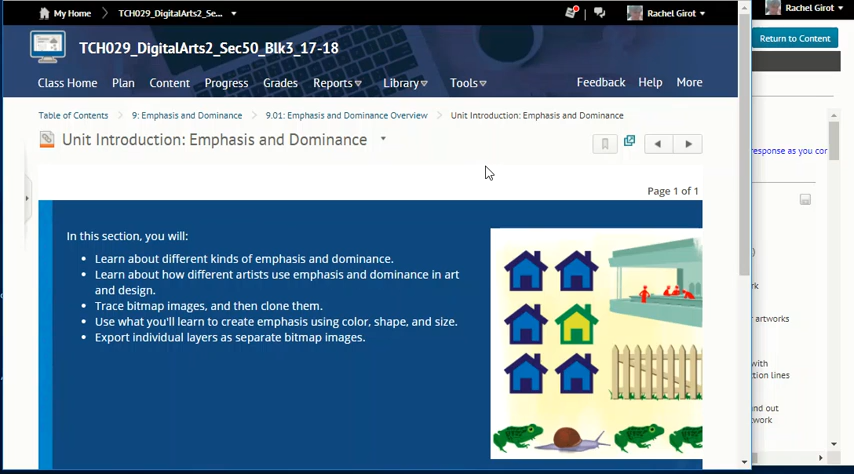 My Home
TCH029_DigitalArts2_Se...
Rachel Girot
Rachel Girot
TCH029_DigitalArts2_Sec50_Blk3_17-18
Return to Content
Class Home Plan Content Progress Grades Reports Library Tools Feedback Help More
Table of Contents 9: Emphasis and Dominance 9.01: Emphasis and Dominance Overview Unit Introduction: Emphasis and Dominance
Unit Introduction: Emphasis and Dominance
response as you cor
Page 1 of 1
In this section, you will:
Learn about different kinds of emphasis and dominance.
Learn about how different artists use emphasis and dominance in art
and design.
Trace bitmap images, and then clone them.
Use what you'll learn to create emphasis using color, shape, and size.
Export individual layers as separate bitmap images.
artworks
with
tion lines
and out
work